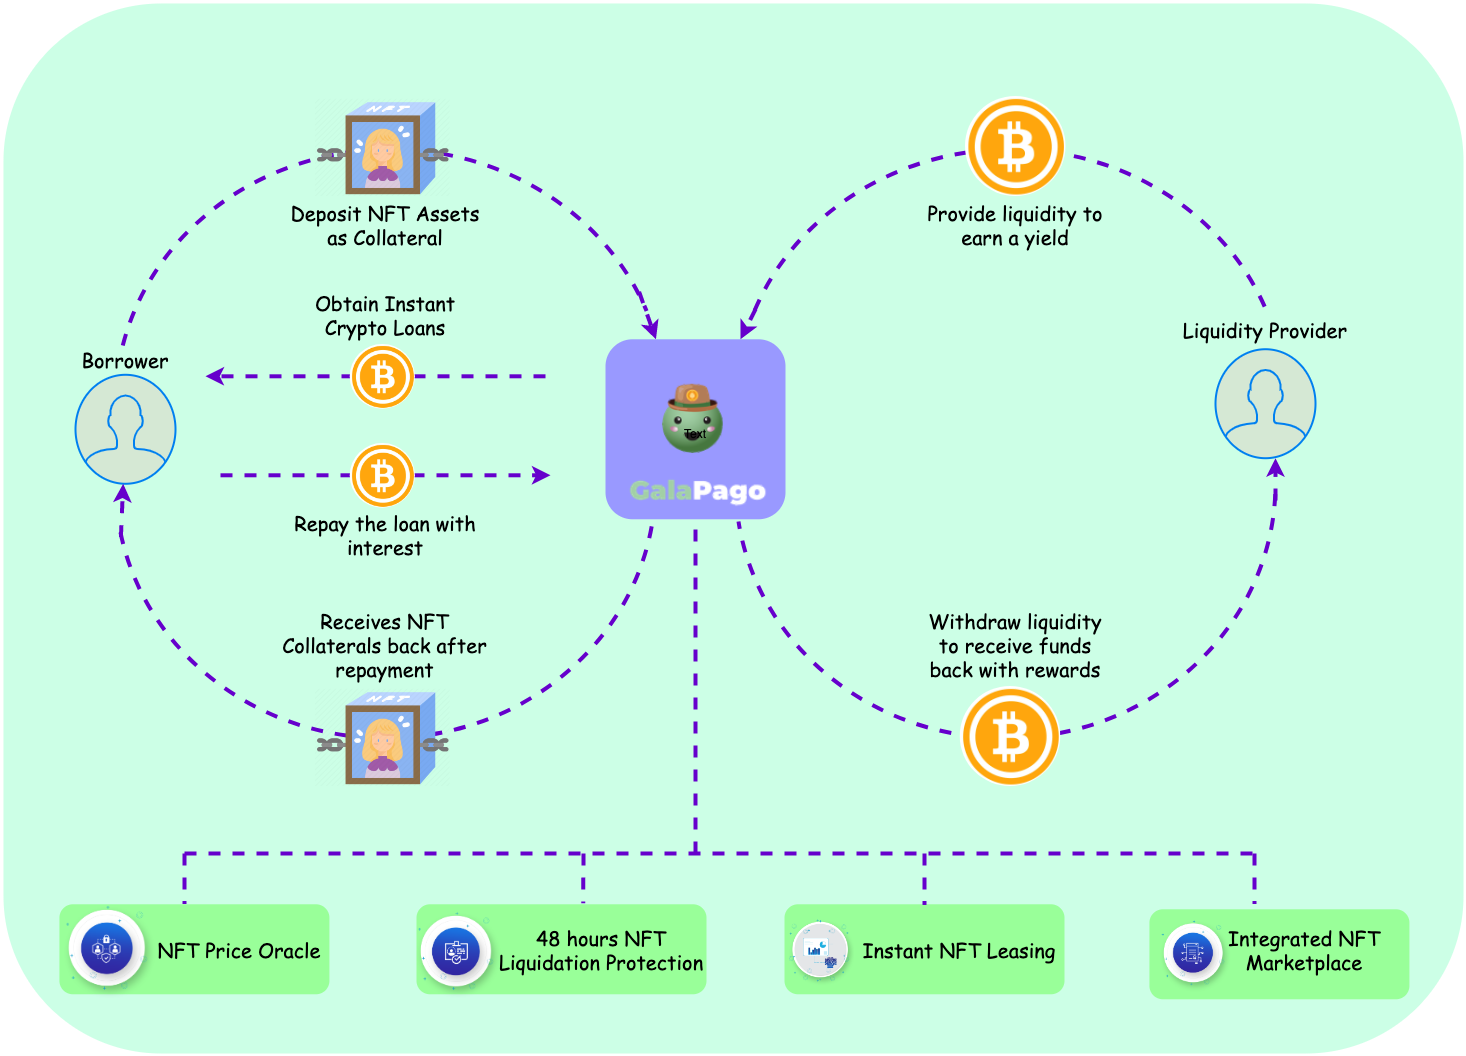 NFT
Deposit NFT Assets
as Collateral
Provide liquidity to
earn a yield
Obtain Instant
Crypto Loans
Borrower
Liquidity Provider
Text
GalaPago
Repay the loan with
interest
Receives NFT
Collaterals back after
repayment
NFT
Withdraw liquidity
to receive funds
back with rewards
NFT Price Oracle
48 hours NFT
Liquidation Protection
Instant NFT Leasing
Integrated NFT
Marketplace